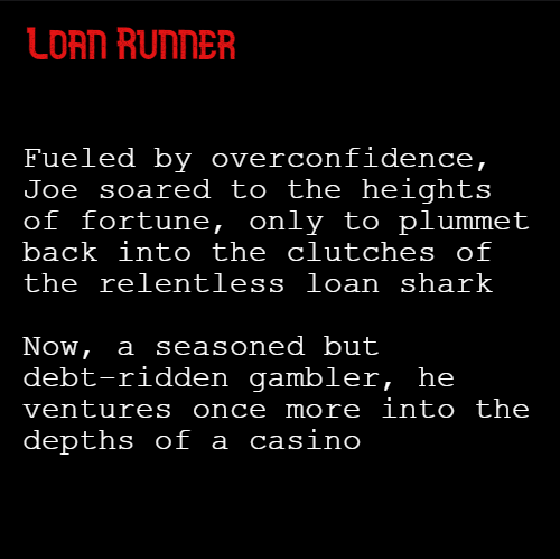 Loan Runner
Fueled by overconfidence,
Joe soared to the heights
of fortune, only to plummet
back into the clutches of
the relentless loan shark
Now, a seasoned but
debt-ridden gambler, he
ventures once more into the
depths of a casino